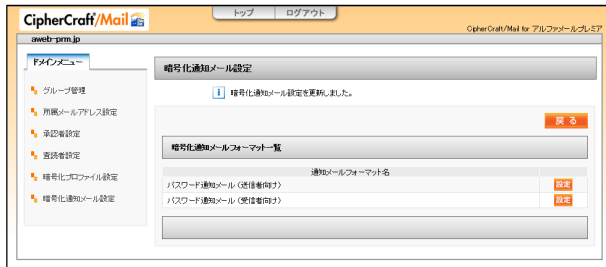 CipherCraft/Mail
トップ ログアウト
CipherCraft/Mail for アルファメールプレミア
aweb-prm.jp
ドメインメニュー
グループ管理
所属メールアドレス設定
承認者設定
査読者設定
暗号化プロファイル設定
暗号化通知メール設定
暗号化通知メール設定
暗号化通知メール設定を更新しました。
戻る
暗号化通知メールフォーマット一覧
通知メールフォーマット名
パスワード通知メール（送信者向け） 設定
パスワード通知メール（受信者向け） 設定